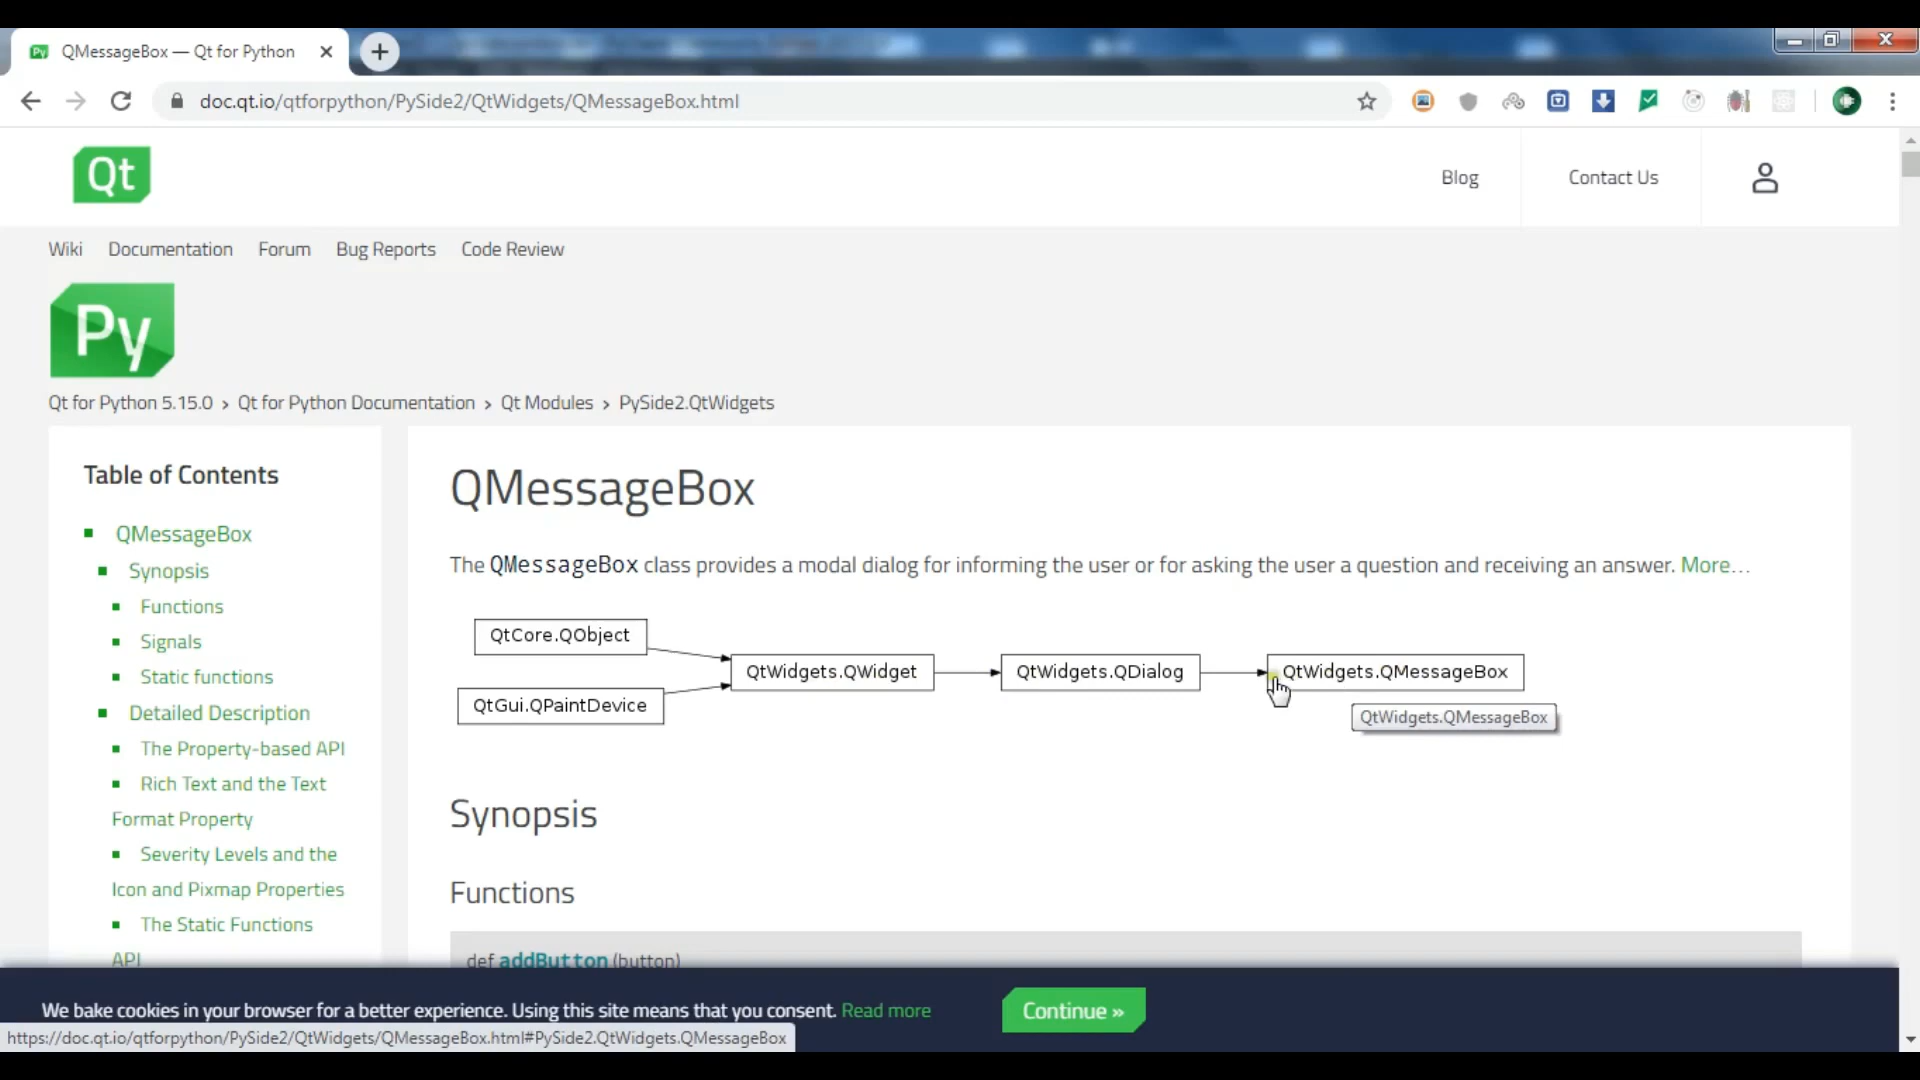 Py QMessageBox — Qt for Python
doc.qt.io/qtforpython/PySide2/QtWidgets/QMessageBox.html
Qt
Blog
Contact Us
Wiki Documentation Forum Bug Reports Code Review
Py
Qt for Python 5.15.0 › Qt for Python Documentation › Qt Modules › PySide2.QtWidgets
Table of Contents
QMessageBox
Synopsis
Functions
Signals
Static functions
Detailed Description
The Property-based API
Rich Text and the Text
Format Property
Severity Levels and the
Icon and Pixmap Properties
The Static Functions
API
QMessageBox
The QMessageBox class provides a modal dialog for informing the user or for asking the user a question and receiving an answer. More…
QtCore.QObject
QtGui.QPaintDevice
QtWidgets.QWidget
QtWidgets.QDialog
QtWidgets.QMessageBox
QtWidgets.QMessageBox
Synopsis
Functions
def addButton (button)
We bake cookies in your browser for a better experience. Using this site means that you consent. Read more
Continue »
https://doc.qt.io/qtforpython/PySide2/QtWidgets/QMessageBox.html#PySide2.QtWidgets.QMessageBox